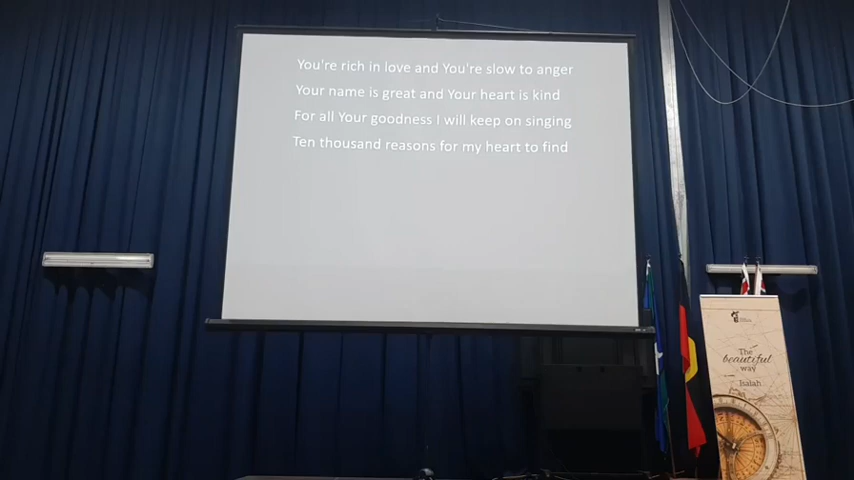 You're rich in love and You're slow to anger
Your name is great and Your heart is kind
For all Your goodness I will keep on singing
Ten thousand reasons for my heart to find
The
beautiful
way
Isaiah